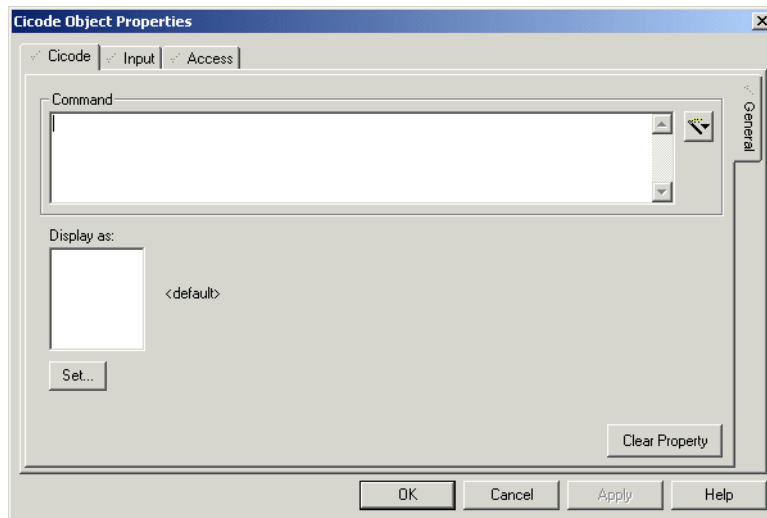 Cicode Object Properties
Cicode
Input
Access
General
Command
Display as:
<default>
Set...
Clear Property
OK
Cancel
Apply
Help